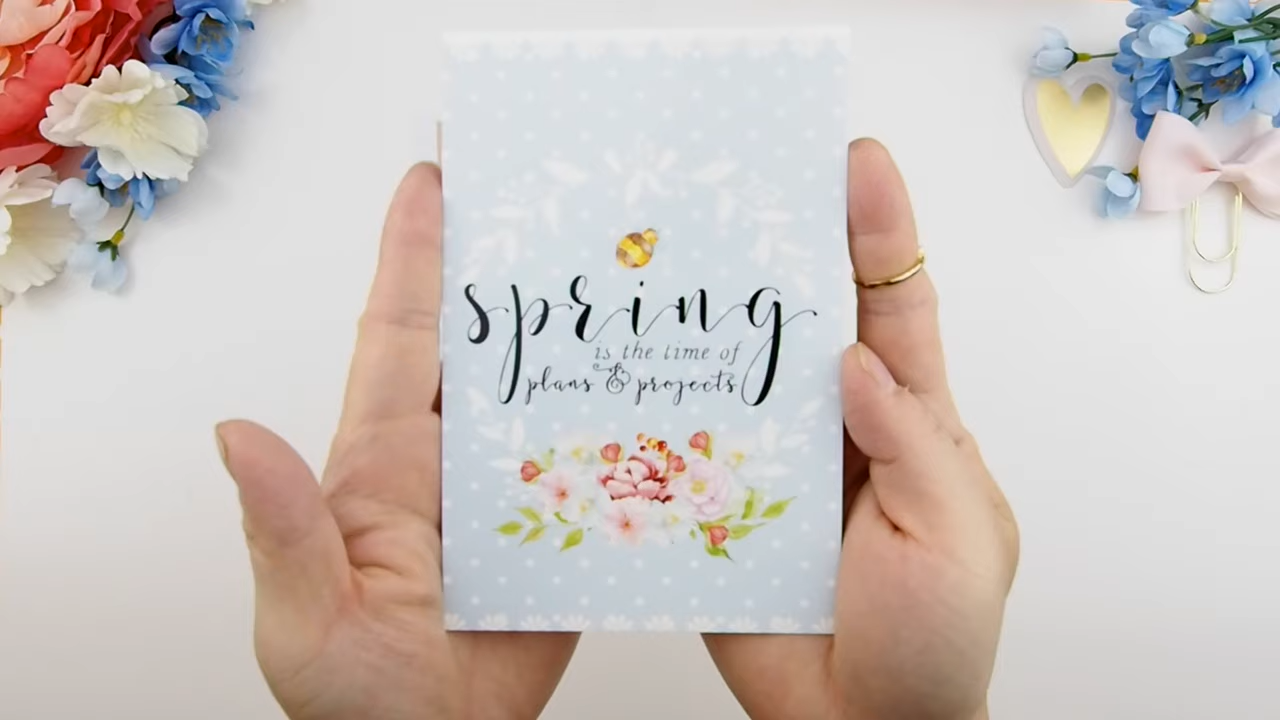 spring
is the time of
plans & projects